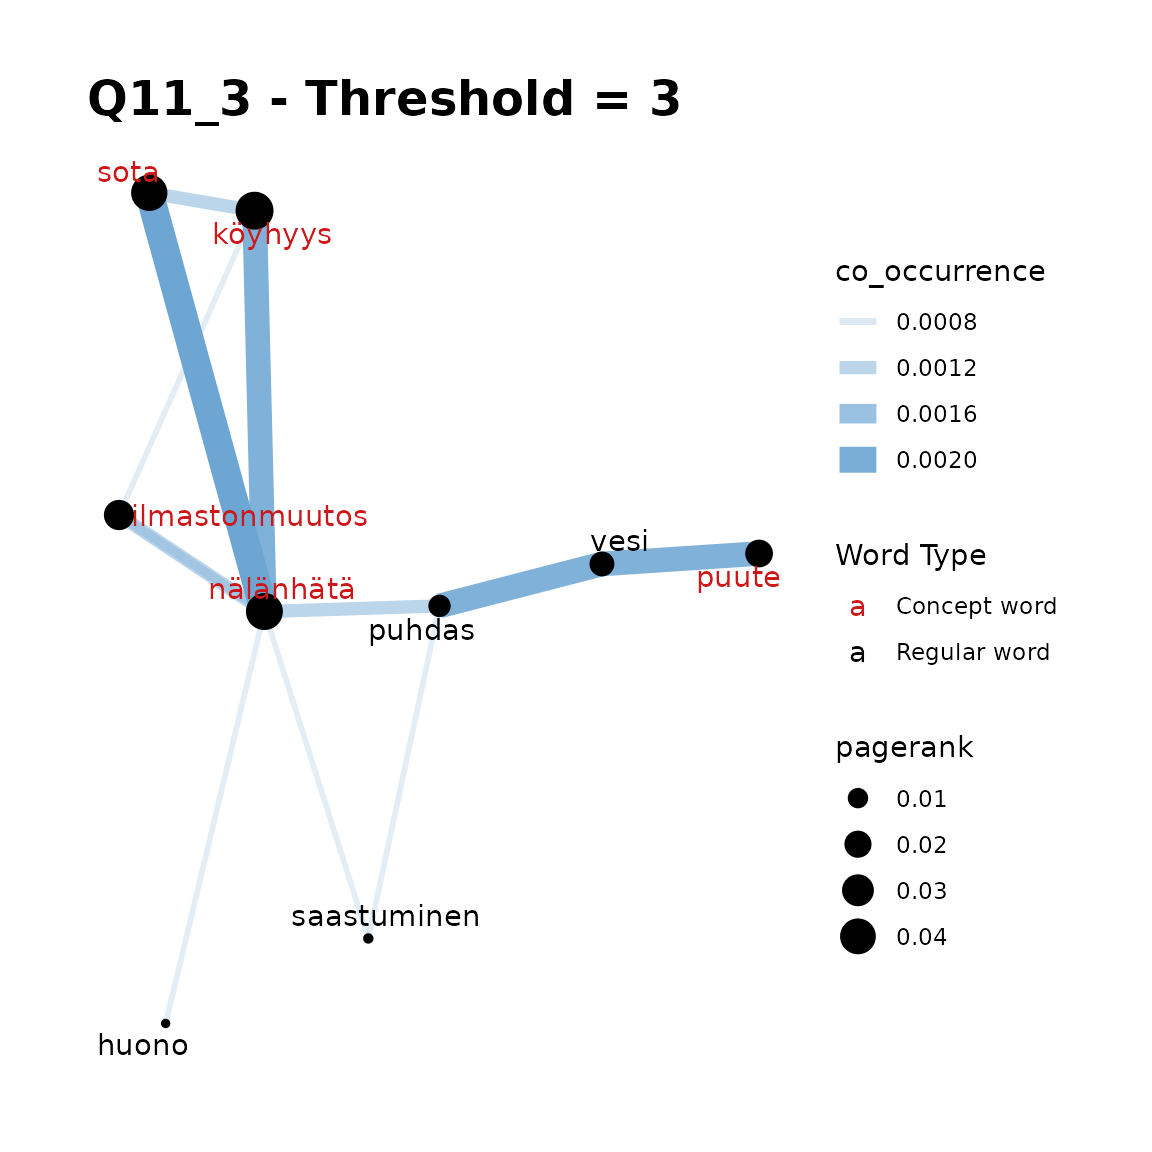 Q11_3 - Threshold = 3
sota
köyhyys
ilmastonmuutos
nälänhätä
vesi
puute
puhdas
saastuminen
huono
co_occurrence
0.0008
0.0012
0.0016
0.0020
Word Type
a Concept word
a Regular word
pagerank
0.01
0.02
0.03
0.04